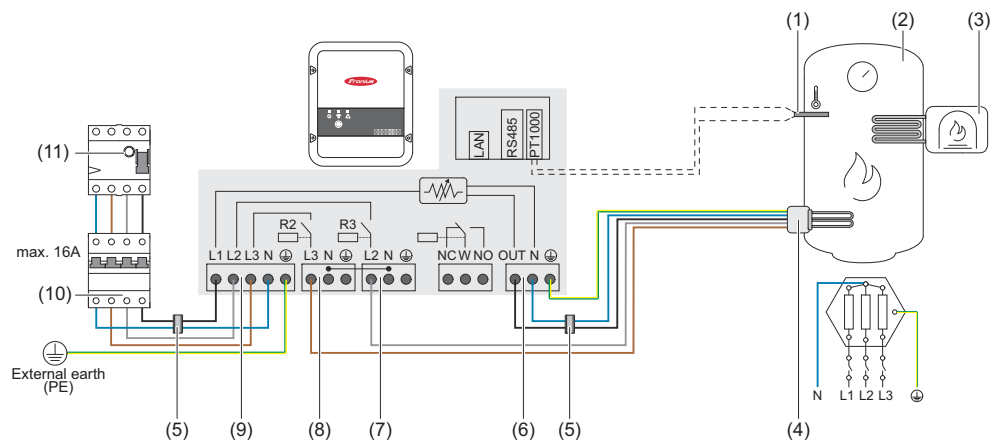 (1)
(2)
(3)
Fronius
LAN
RS485
PT1000
(11)
max. 16A
(10)
R2
R3
L1 L2 L3 N
L3 N
L2 N
NC W NO
OUT N
External earth
(PE)
N L1 L2 L3
(5)
(9)
(8)
(7)
(6)
(5)
(4)